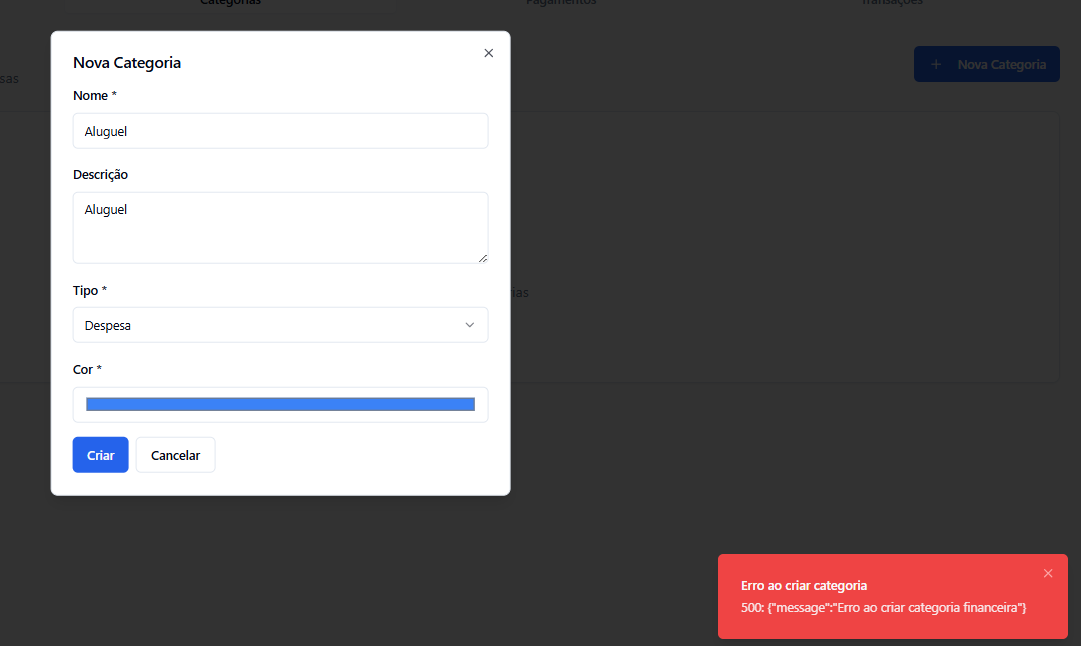 Categorias
Pagamentos
Transações
Nova Categoria
sas
+ Nova Categoria
Nome *
Aluguel
Descrição
Aluguel
Tipo *
Despesa
rias
Cor *
Criar
Cancelar
Erro ao criar categoria
500: {"message":"Erro ao criar categoria financeira"}